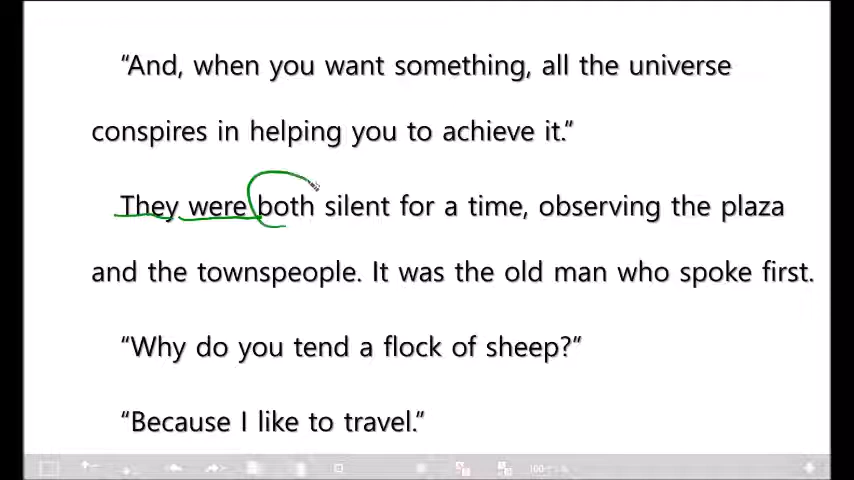 “And, when you want something, all the universe
conspires in helping you to achieve it.”
They were both silent for a time, observing the plaza
and the townspeople. It was the old man who spoke first.
“Why do you tend a flock of sheep?”
“Because I like to travel.”
100